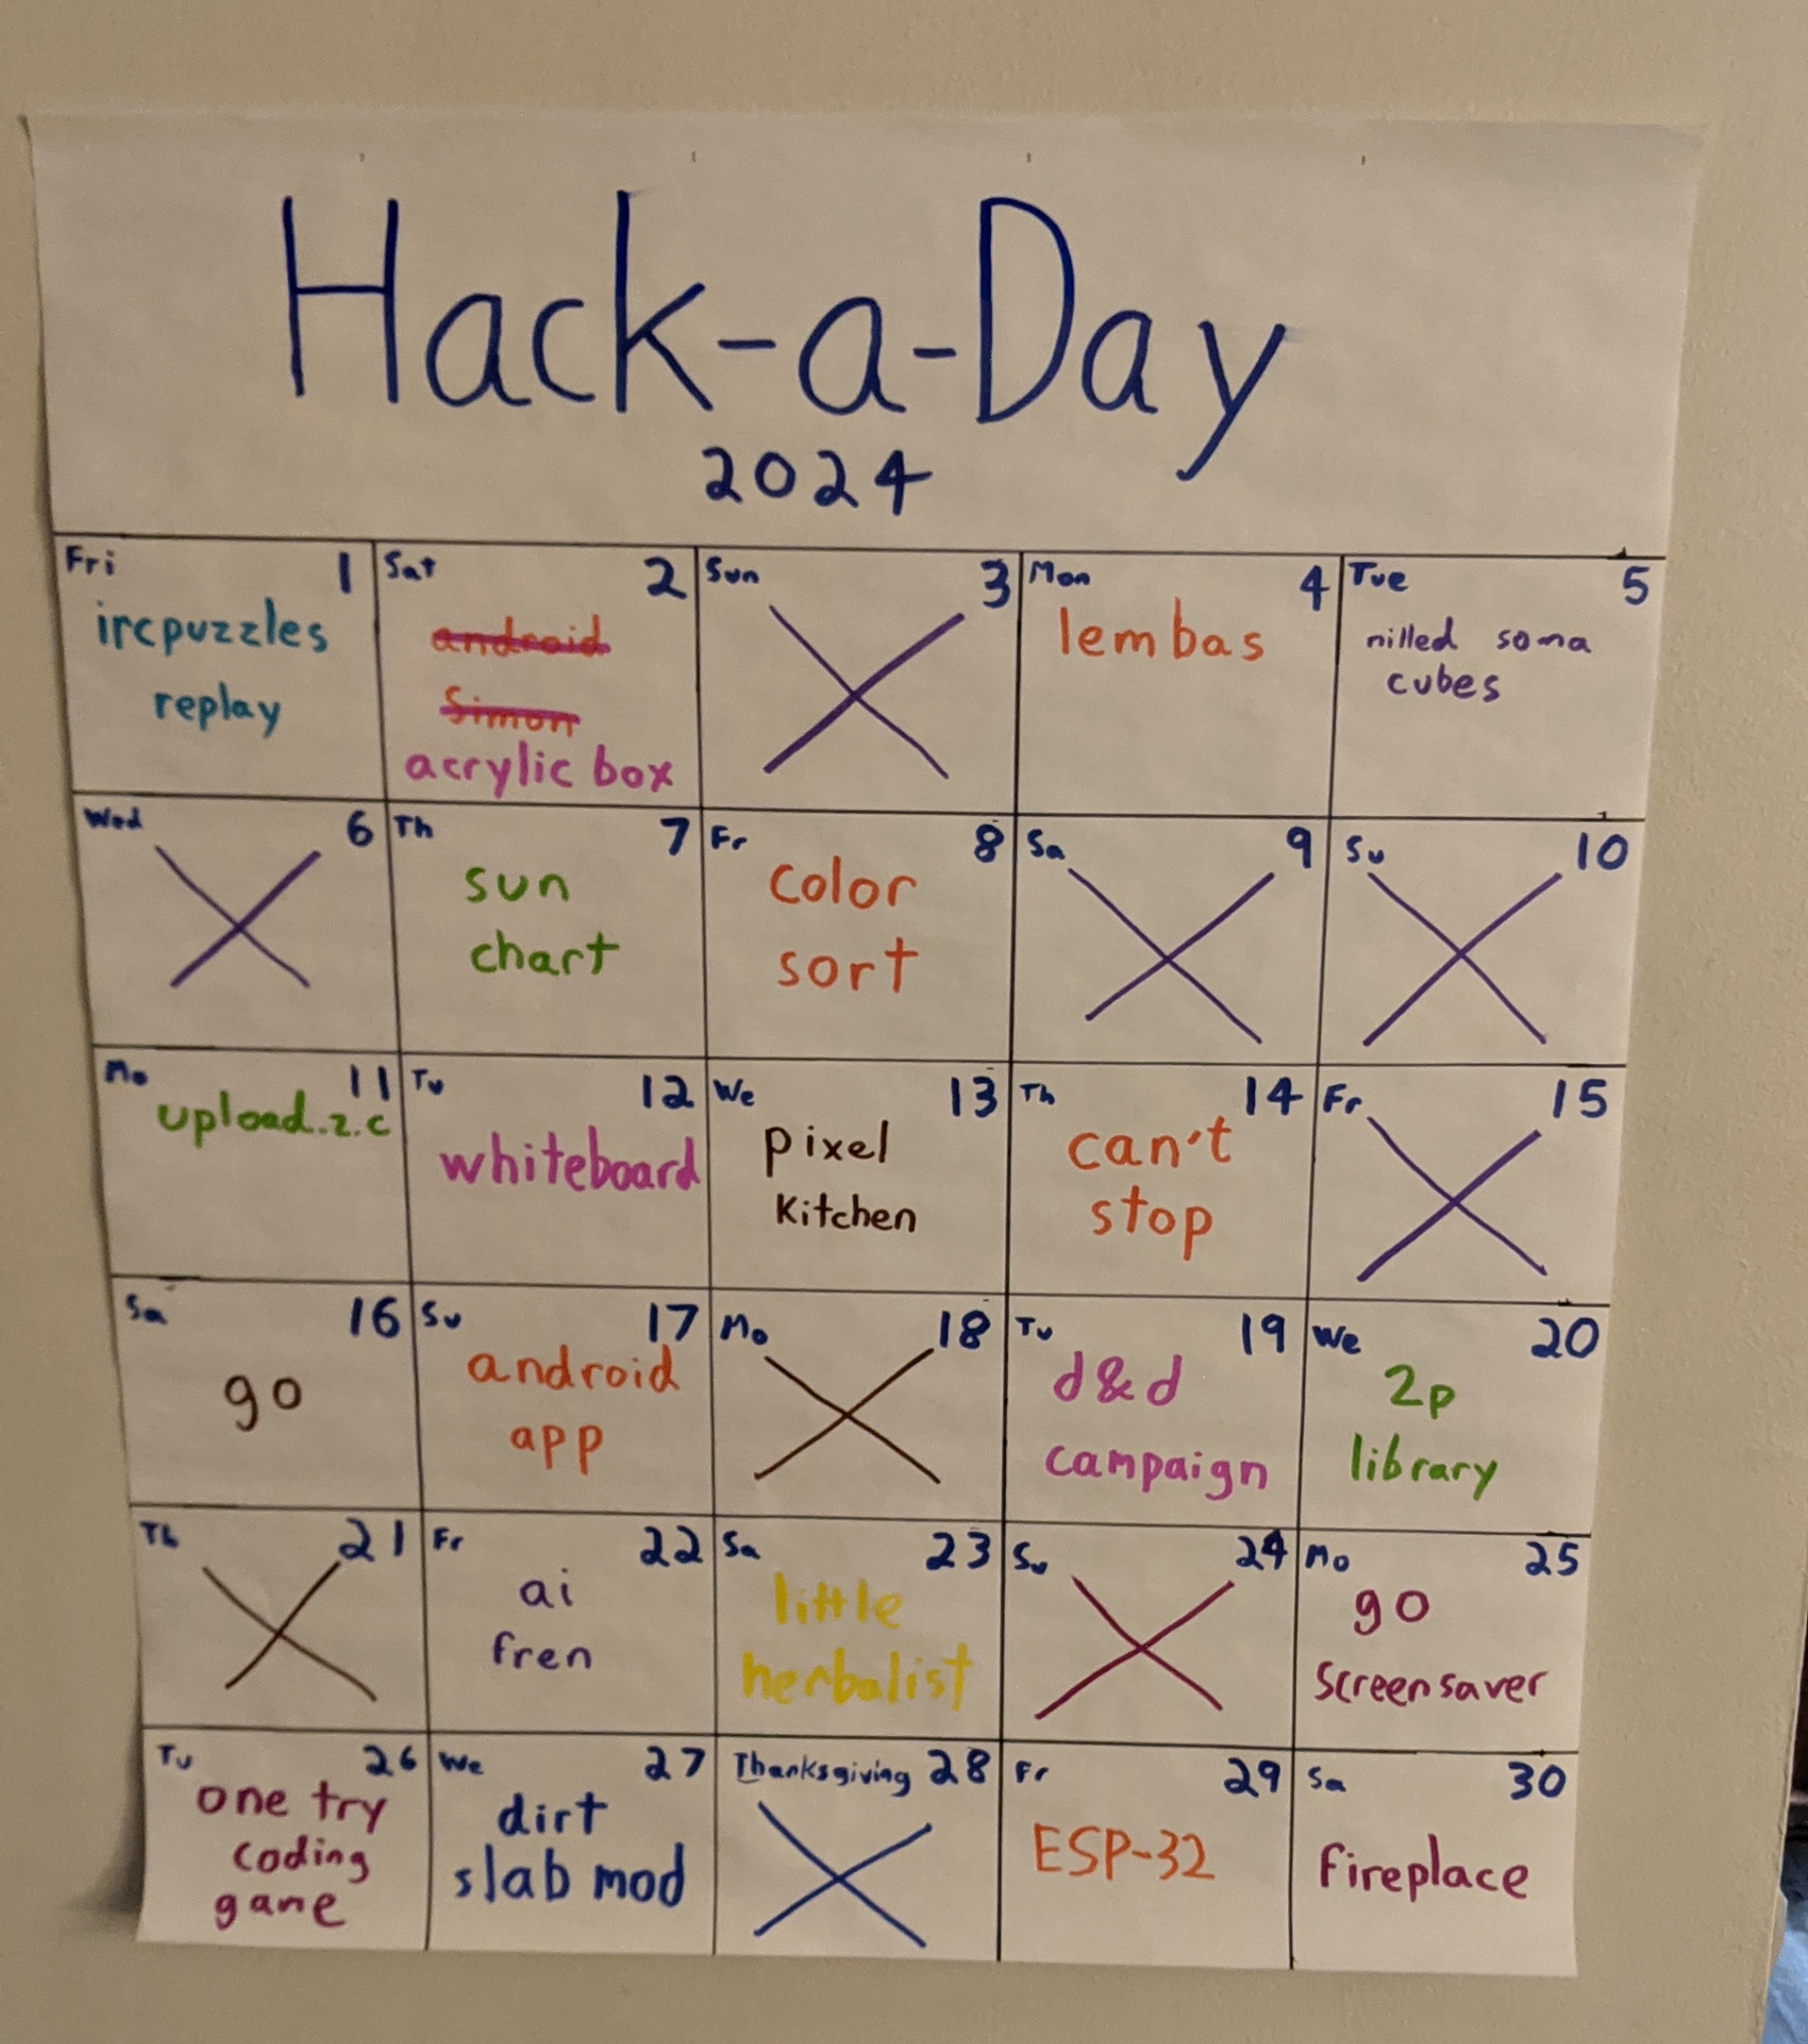 Hack-a-Day
2024
Fri 1
ircpuzzles
replay
Sat 2
android
Simon
acrylic box
Sun 3
Mon 4
lembas
Tue 5
nilled soma
cubes
Wed 6
Th 7
sun
chart
Fr 8
color
sort
Sa 9
Su 10
Mo 11
upload.z.c
Tu 12
whiteboard
We 13
pixel
kitchen
Th 14
can't
stop
Fr 15
Sa 16
go
Su 17
android
app
Mo 18
Tu 19
d&d
campaign
We 20
2p
library
Th 21
Fr 22
ai
fren
Sa 23
little
herbalist
Su 24
Mo 25
go
screensaver
Tu 26
one try
coding
game
We 27
dirt
slab mod
Thanksgiving 28
Fr 29
ESP-32
Sa 30
fireplace